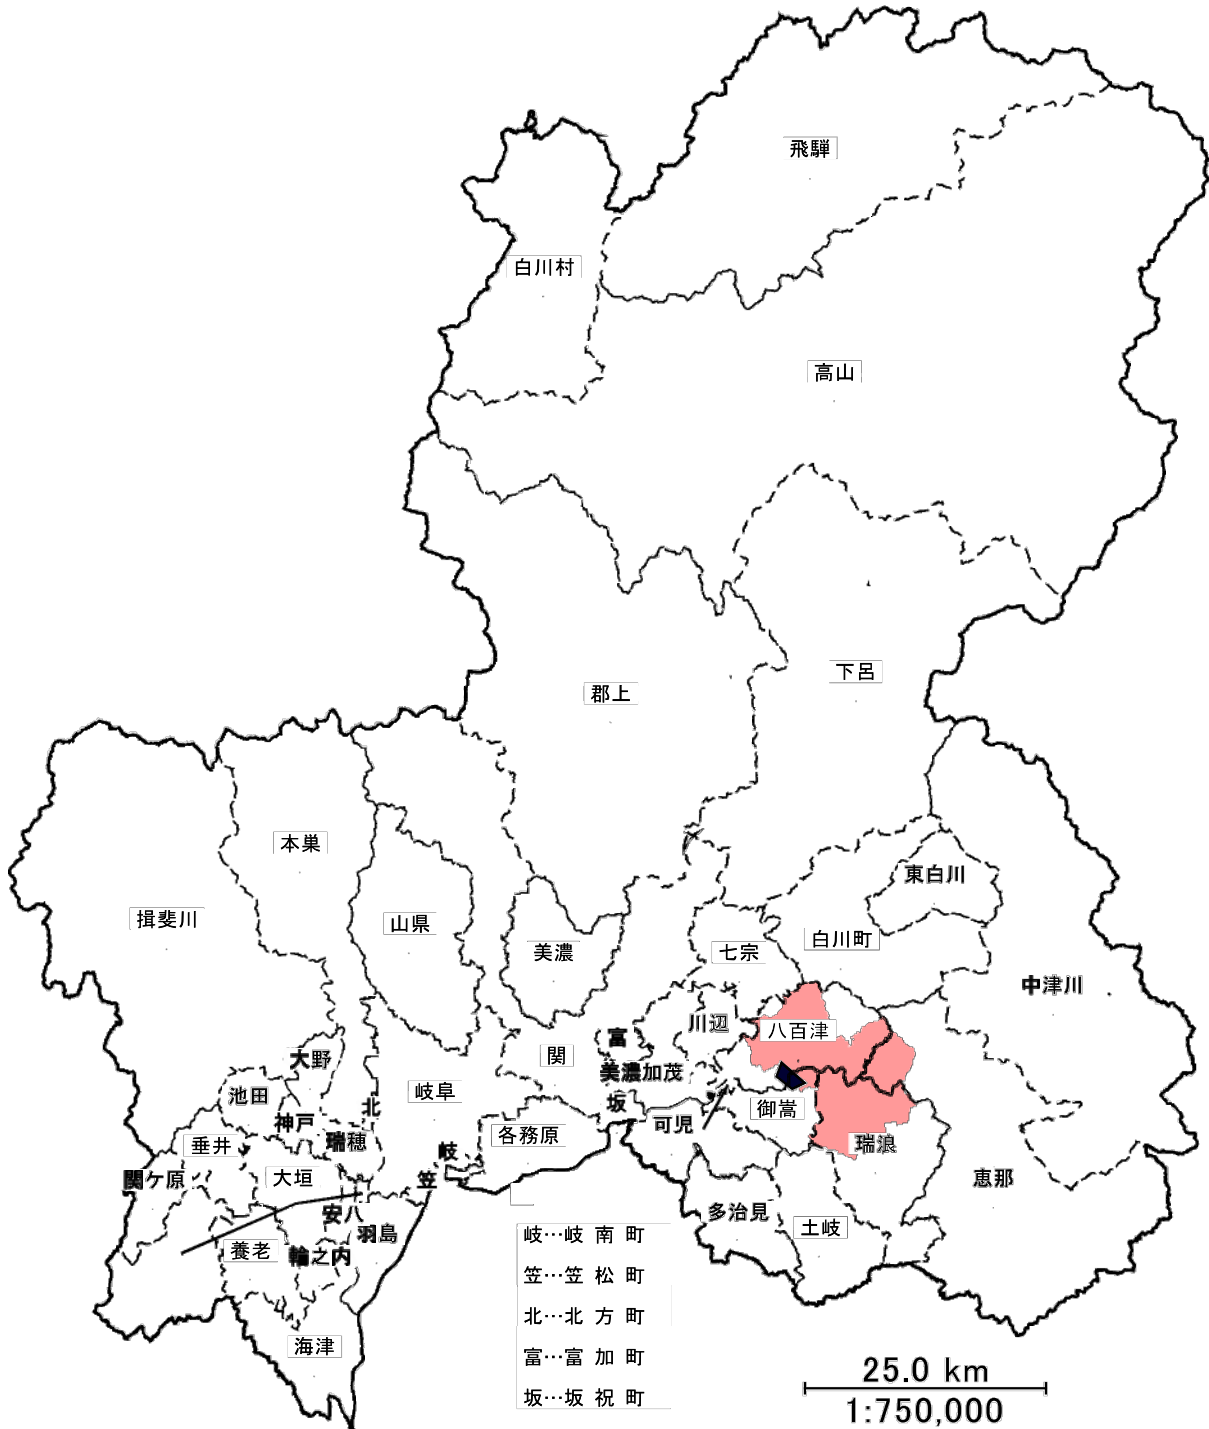 飛騨
白川村
高山
下呂
郡上
本巣
東白川
揖斐川
山県
白川町
美濃
七宗
中津川
川辺
八百津
富
関
大野
美濃加茂
岐阜
池田
北
坂
御嵩
神戸
可児
各務原
瑞穂
垂井
瑞浪
岐
関ケ原
大垣
笠
恵那
安八
多治見
羽島
土岐
養老
輪之内
海津
岐…岐南町
笠…笠松町
北…北方町
富…富加町
坂…坂祝町
25.0 km
1:750,000